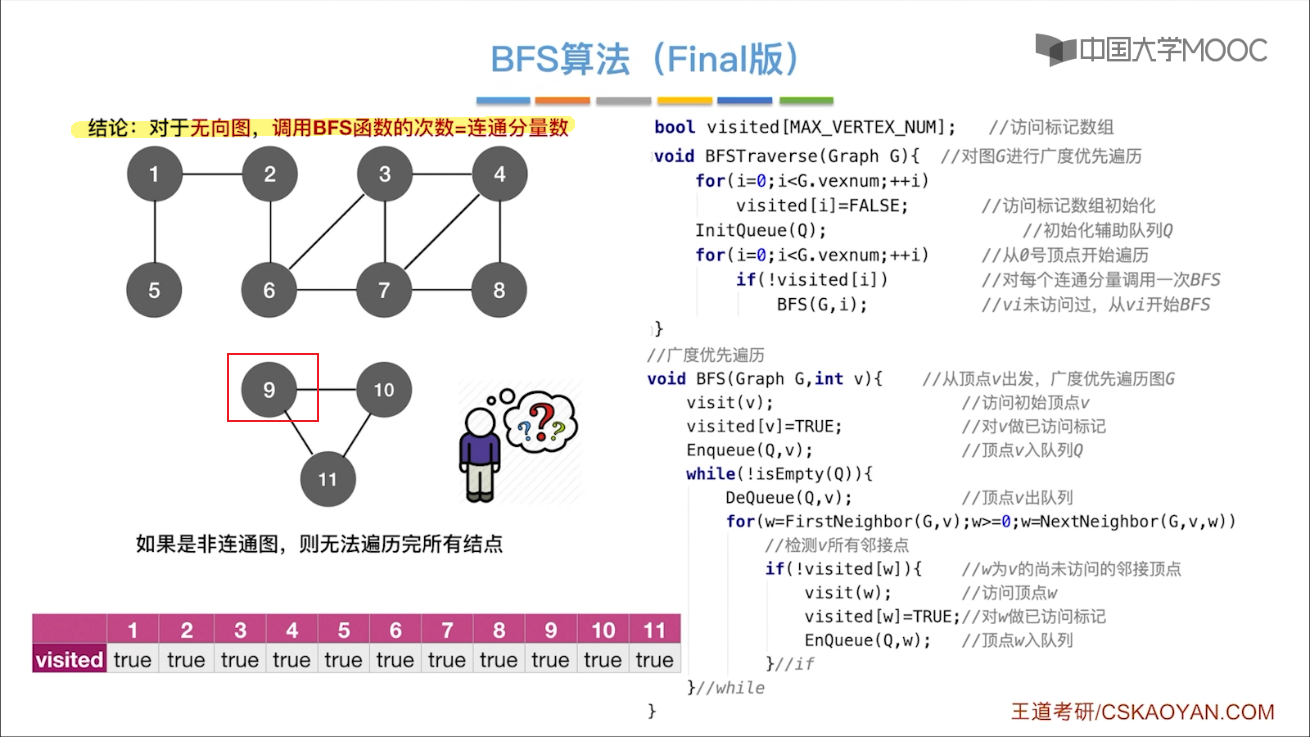 BFS算法（Final版）
中国大学MOOC
结论：对于无向图，调用BFS函数的次数=连通分量数
1 2 3 4
5 6 7 8
9 10
11
???
如果是非连通图，则无法遍历完所有结点
1 2 3 4 5 6 7 8 9 10 11
visited true true true true true true true true true true true
bool visited[MAX_VERTEX_NUM]; //访问标记数组
void BFSTraverse(Graph G){ //对图G进行广度优先遍历
for(i=0;i<G.vexnum;++i)
visited[i]=FALSE; //访问标记数组初始化
InitQueue(Q); //初始化辅助队列Q
for(i=0;i<G.vexnum;++i) //从0号顶点开始遍历
if(!visited[i]) //对每个连通分量调用一次BFS
BFS(G,i); //vi未访问过，从vi开始BFS
}
//广度优先遍历
void BFS(Graph G,int v){ //从顶点v出发，广度优先遍历图G
visit(v); //访问初始顶点v
visited[v]=TRUE; //对v做已访问标记
Enqueue(Q,v); //顶点v入队列Q
while(!isEmpty(Q)){
DeQueue(Q,v); //顶点v出队列
for(w=FirstNeighbor(G,v);w>=0;w=NextNeighbor(G,v,w))
//检测v所有邻接点
if(!visited[w]){ //w为v的尚未访问的邻接顶点
visit(w); //访问顶点w
visited[w]=TRUE;//对w做已访问标记
EnQueue(Q,w); //顶点w入队列
}//if
}//while
}
王道考研/CSKAOYAN.COM